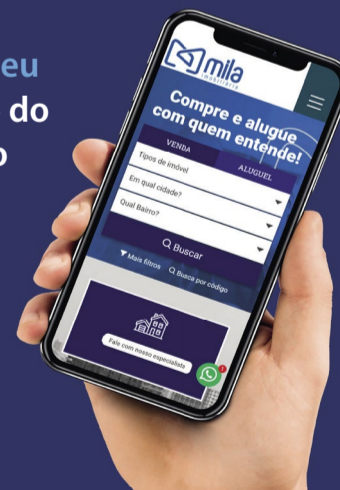 eu
do
o
mila
imobiliária
Compre e alugue
com quem entende!
VENDA
ALUGUEL
Tipos de imóvel
Em qual cidade?
Qual Bairro?
Buscar
Mais filtros
Busca por código
Fale com nosso especialista
1